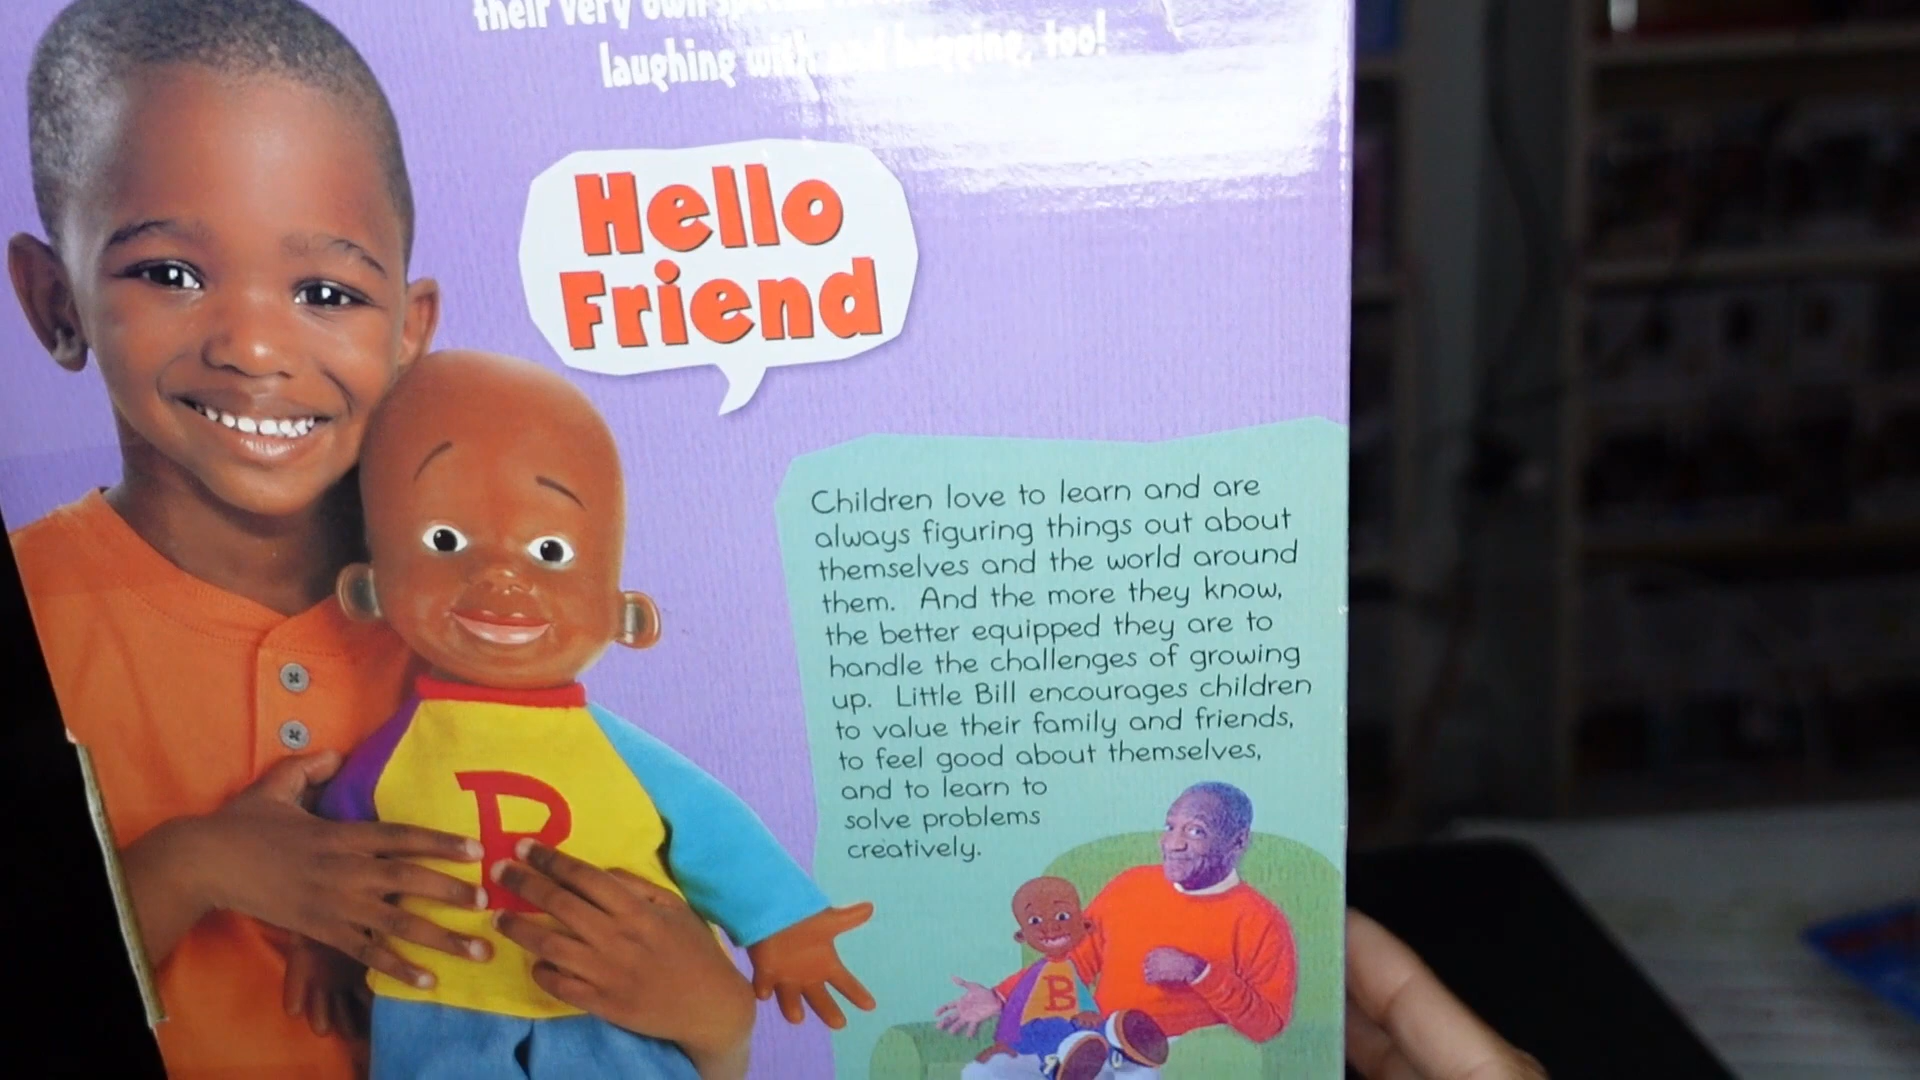 their very own
laughing with and hugging, too!
Hello
Friend
Children love to learn and are
always figuring things out about
themselves and the world around
them. And the more they know,
the better equipped they are to
handle the challenges of growing
up. Little Bill encourages children
to value their family and friends,
to feel good about themselves,
and to learn to
solve problems
creatively.
B
B